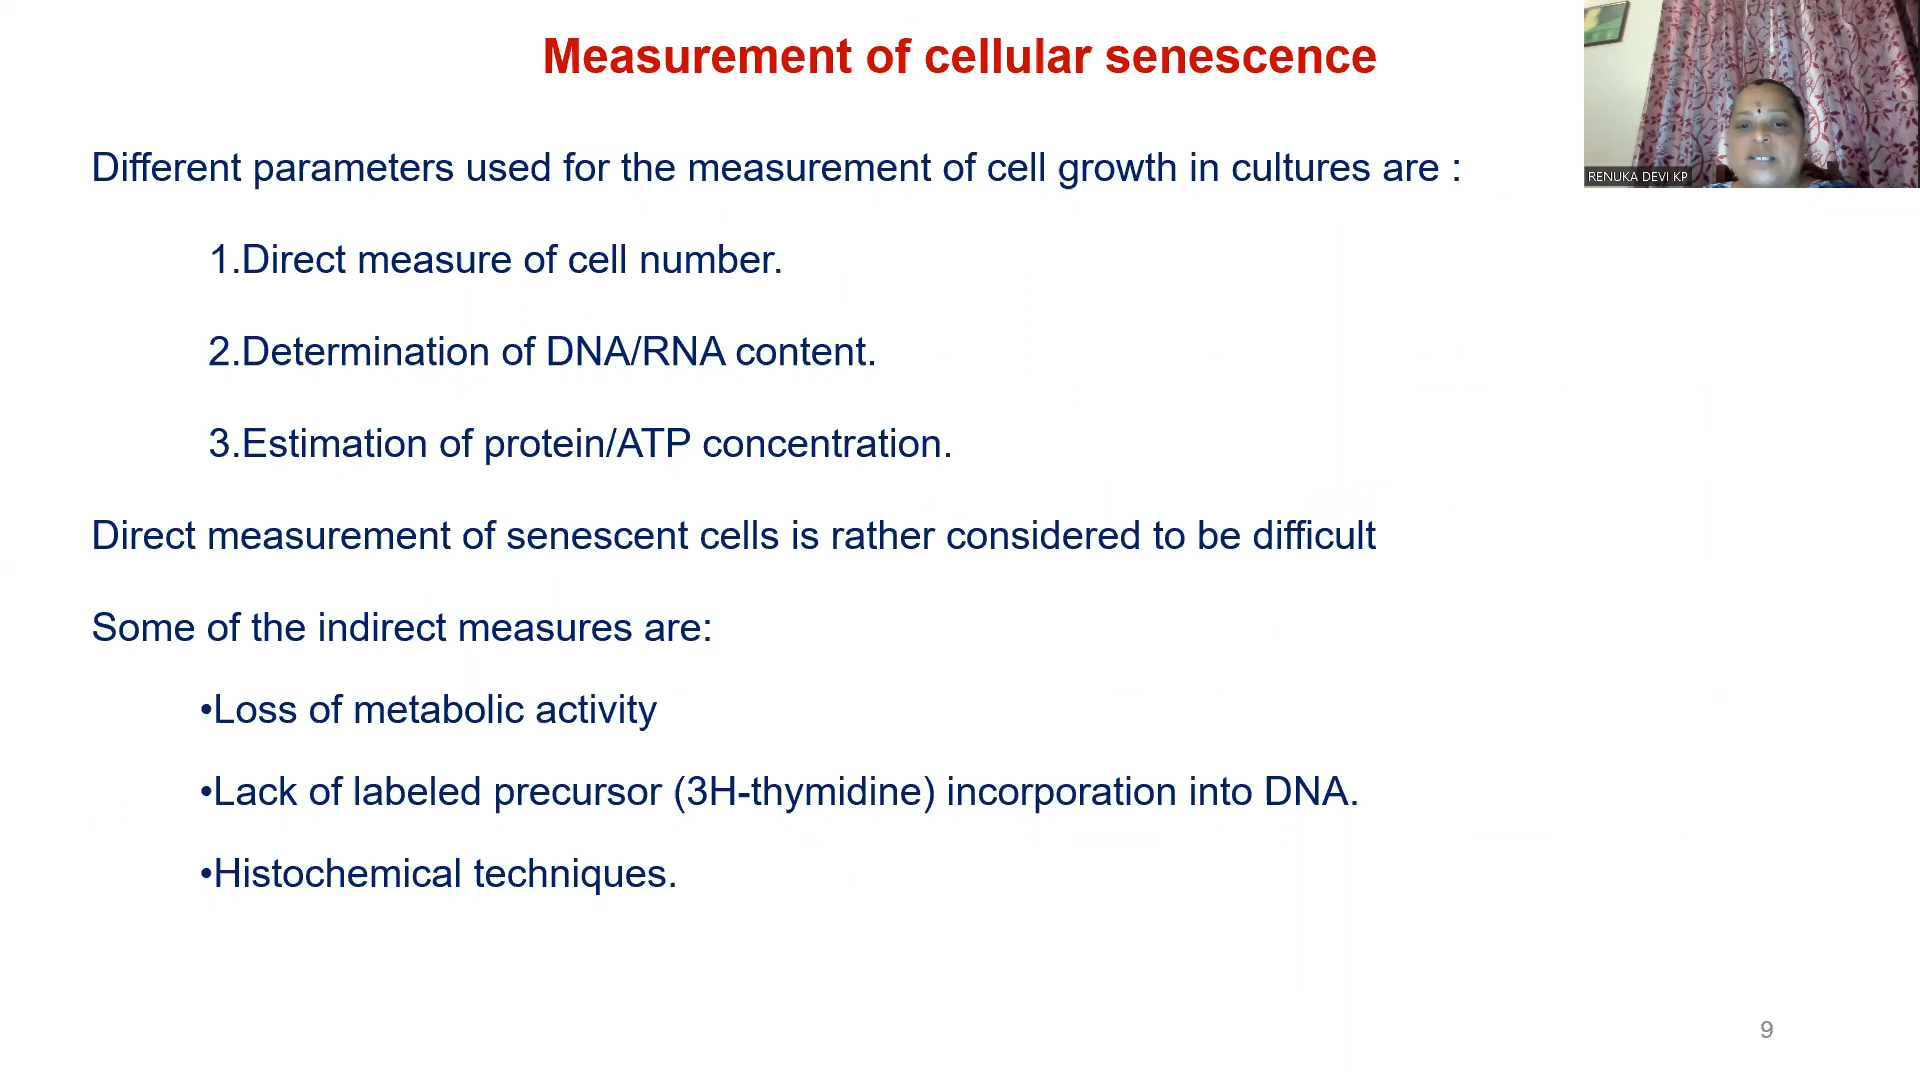 Measurement of cellular senescence
RENUKA DEVI KP
Different parameters used for the measurement of cell growth in cultures are :
1.Direct measure of cell number.
2.Determination of DNA/RNA content.
3.Estimation of protein/ATP concentration.
Direct measurement of senescent cells is rather considered to be difficult
Some of the indirect measures are:
•Loss of metabolic activity
•Lack of labeled precursor (3H-thymidine) incorporation into DNA.
•Histochemical techniques.
9